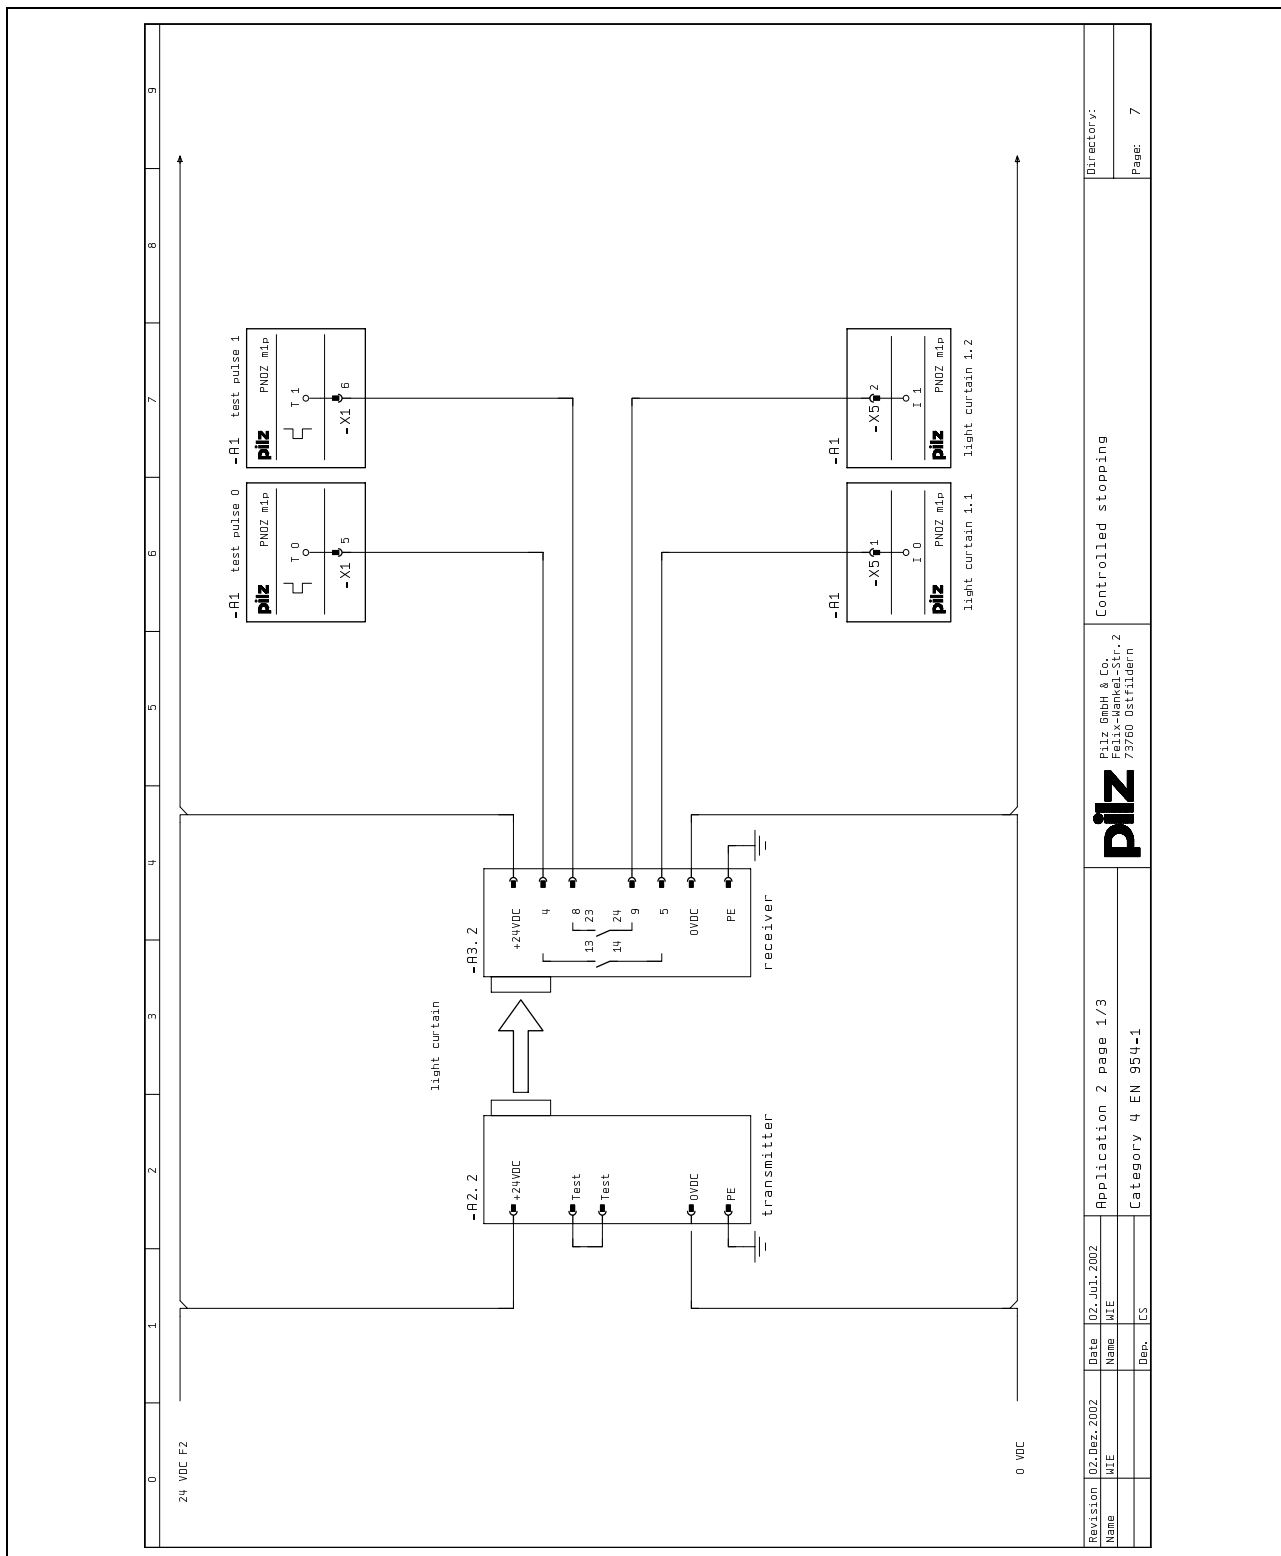 0 1 2 3 4 5 6 7 8 9
24 VDC F2
-A1 test pulse 0
pilz PNOZ m1p
T 0
-X1 5
-A1 test pulse 1
pilz PNOZ m1p
T 1
-X1 6
light curtain
-A2.2
+24VDC
Test
Test
0VDC
PE
transmitter
-A3.2
+24VDC
4
8
13 23
14 24
9
5
0VDC
PE
receiver
-A1
-X5 1
I 0
pilz PNOZ m1p
light curtain 1.1
-A1
-X5 2
I 1
pilz PNOZ m1p
light curtain 1.2
0 VDC
Revision 02.Dez.2002 Date 02.Jul.2002
Name WIE Name WIE
Dep. CS
Application 2 page 1/3
Category 4 EN 954-1
pilz
Pilz GmbH & Co.
Felix-Wankel-Str.2
73760 Ostfildern
Controlled stopping
Directory:
Page: 7